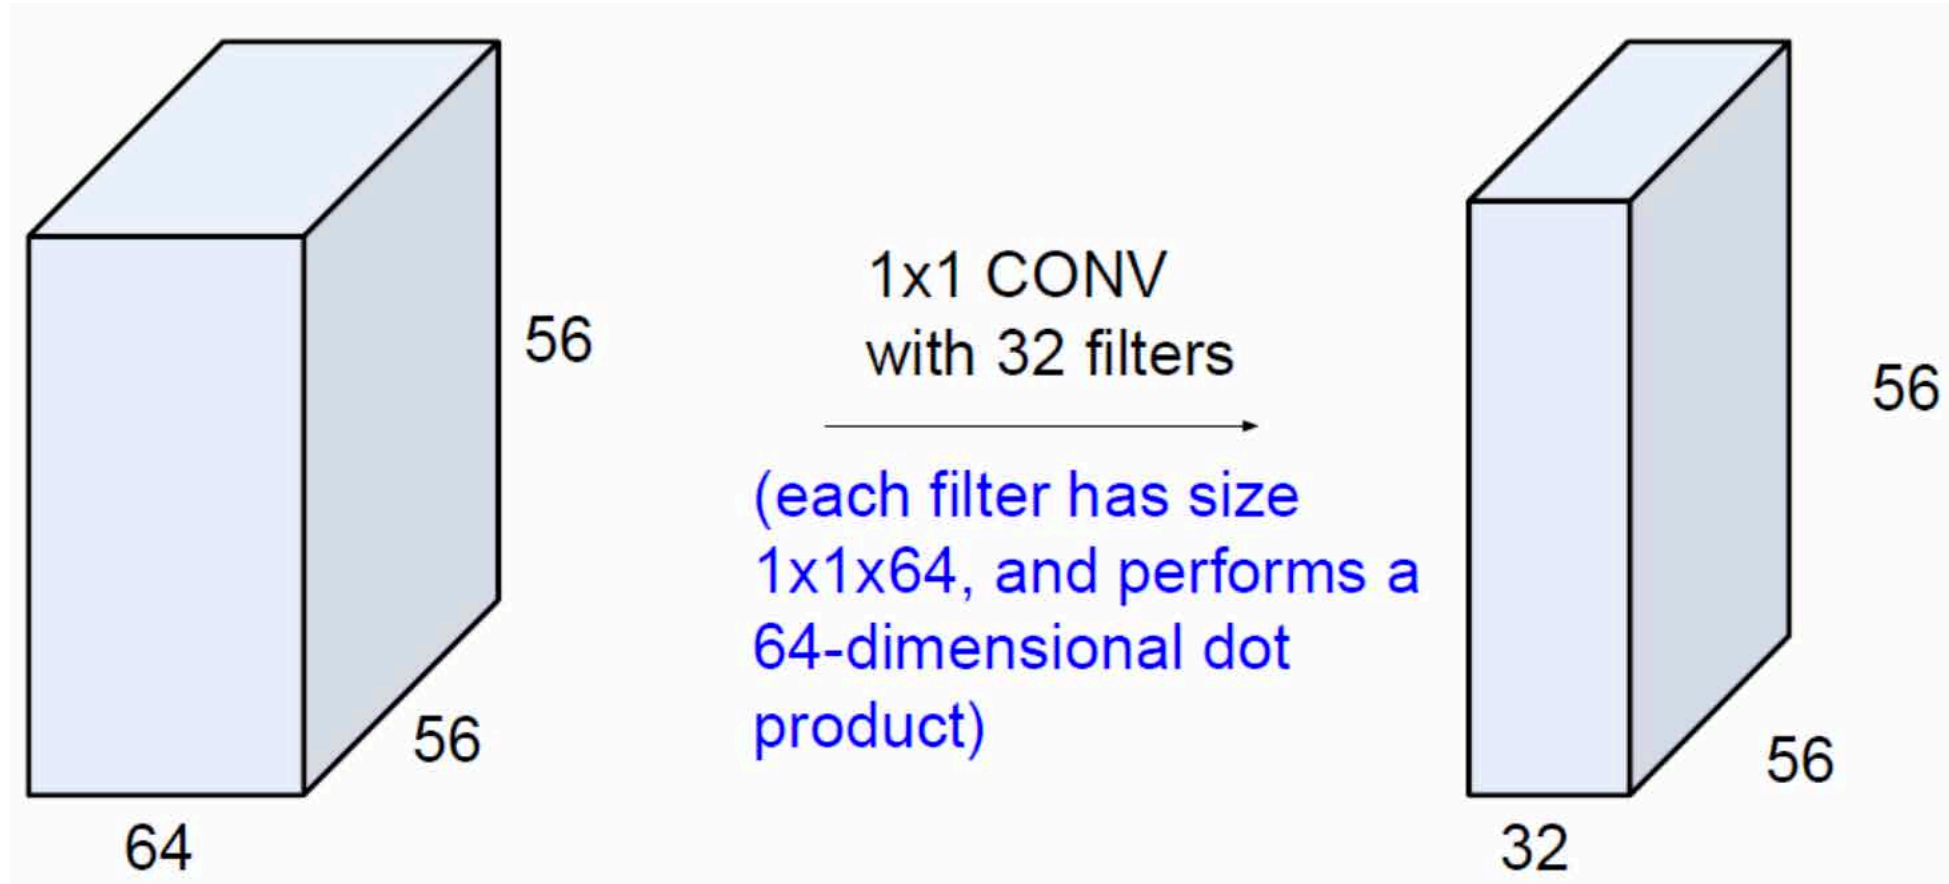 56
56
64
1x1 CONV
with 32 filters
(each filter has size
1x1x64, and performs a
64-dimensional dot
product)
56
56
32